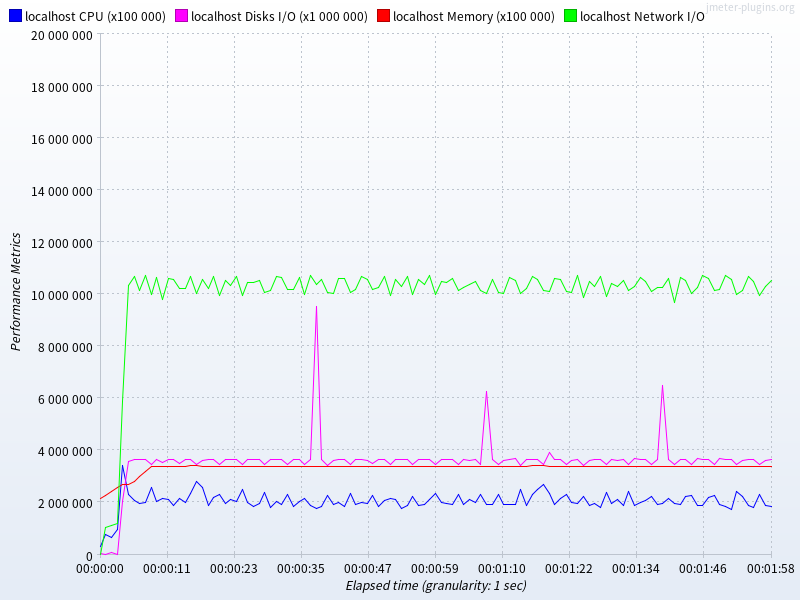 jmeter-plugins.org
localhost CPU (x100 000) localhost Disks I/O (x1 000 000) localhost Memory (x100 000) localhost Network I/O
20 000 000
18 000 000
16 000 000
14 000 000
12 000 000
10 000 000
8 000 000
6 000 000
4 000 000
2 000 000
0
Performance Metrics
00:00:00 00:00:11 00:00:23 00:00:35 00:00:47 00:00:59 00:01:10 00:01:22 00:01:34 00:01:46 00:01:58
Elapsed time (granularity: 1 sec)